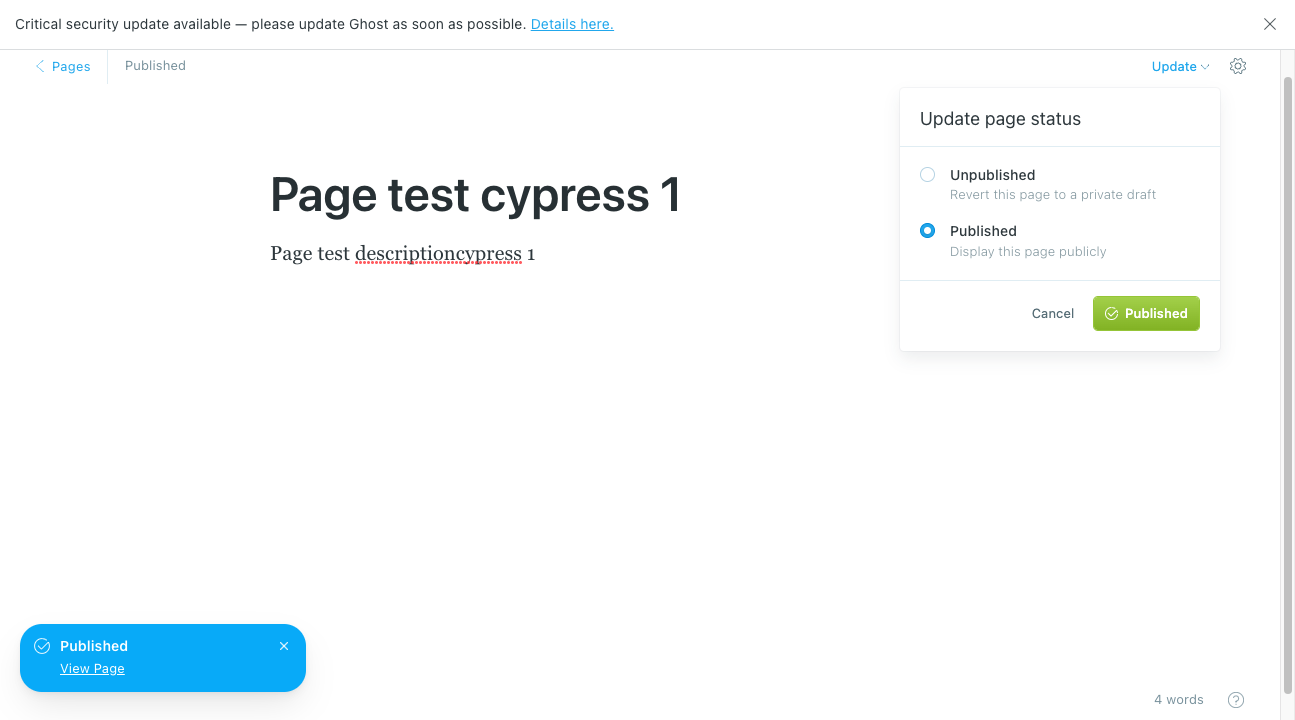 Critical security update available — please update Ghost as soon as possible. Details here.
Pages
Published
Update
Update page status
Unpublished
Revert this page to a private draft
Published
Display this page publicly
Cancel
Published
Page test cypress 1
Page test descriptioncypress 1
Published
View Page
4 words